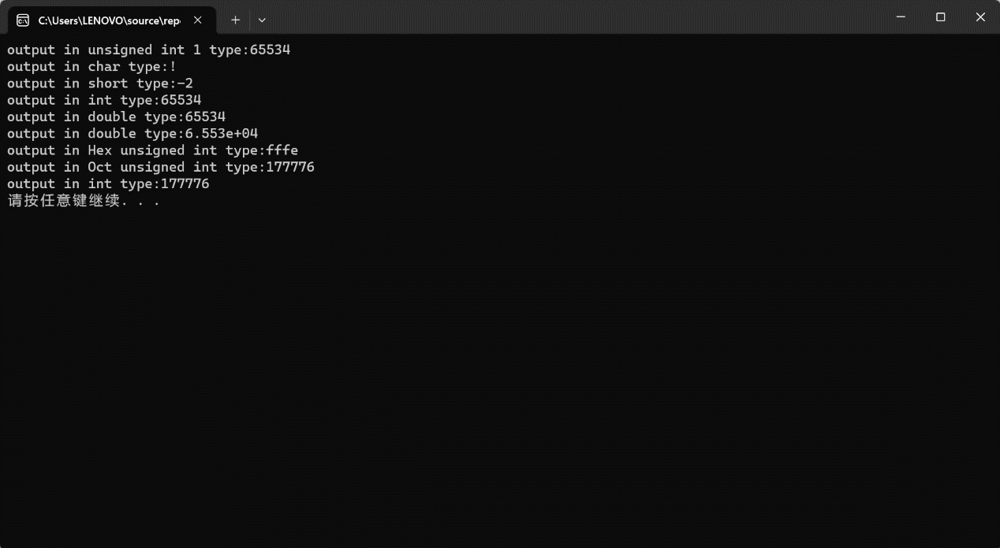 C:\Users\LENOVO\source\rep
output in unsigned int 1 type:65534
output in char type:!
output in short type:-2
output in int type:65534
output in double type:65534
output in double type:6.553e+04
output in Hex unsigned int type:fffe
output in Oct unsigned int type:177776
output in int type:177776
请按任意键继续. . .